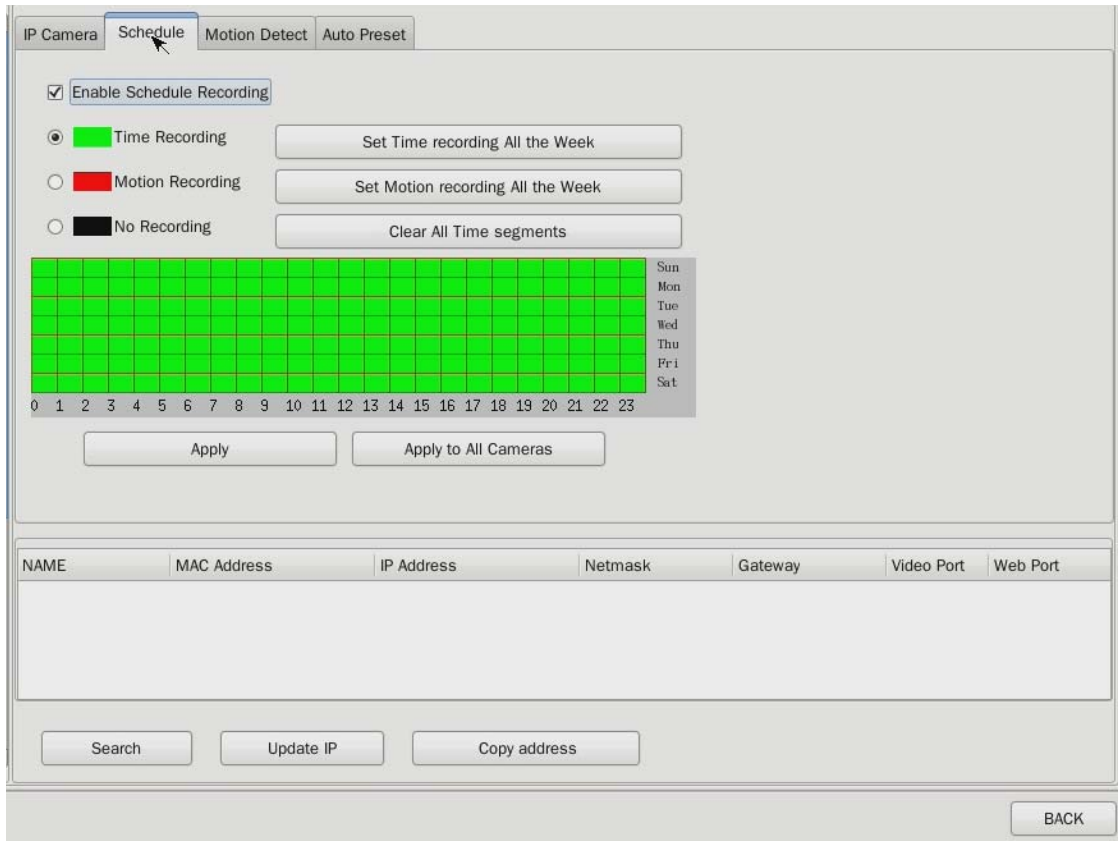 IP Camera Schedule Motion Detect Auto Preset
Enable Schedule Recording
Time Recording Set Time recording All the Week
Motion Recording Set Motion recording All the Week
No Recording Clear All Time segments
Sun
Mon
Tue
Wed
Thu
Fri
Sat
0 1 2 3 4 5 6 7 8 9 10 11 12 13 14 15 16 17 18 19 20 21 22 23
Apply Apply to All Cameras
NAME MAC Address IP Address Netmask Gateway Video Port Web Port
Search Update IP Copy address
BACK